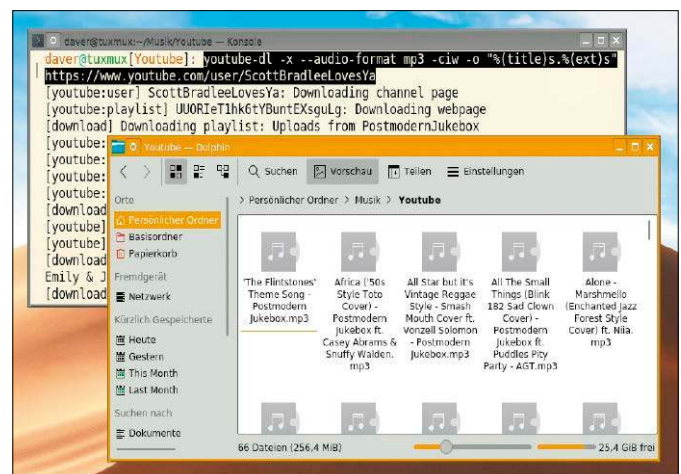 daver@tuxmux:~/Musik/Youtube — Konsole
daver@tuxmux[Youtube]: youtube-dl -x --audio-format mp3 -ciw -o "%(title)s.%(ext)s"
https://www.youtube.com/user/ScottBradleeLovesYa
[youtube:user] ScottBradleeLovesYa: Downloading channel page
[youtube:playlist] UUORIeT1hk6tYBuntEXsguLg: Downloading webpage
[download] Downloading playlist: Uploads from PostmodernJukebox
[youtube:
[youtube:
[youtube:
[youtube:
[download
[youtube]
[youtube]
[download
Emily & J
[download
Youtube — Dolphin
Suchen Vorschau Teilen Einstellungen
Orte
Persönlicher Ordner
Basisordner
Papierkorb
Fremdgerät
Netzwerk
Kürzlich Gespeicherte
Heute
Gestern
This Month
Last Month
Suchen nach
Dokumente
> Persönlicher Ordner > Musik > Youtube
'The Flintstones'
Theme Song -
Postmodern
Jukebox.mp3
Africa ('50s
Style Toto
Cover) -
Postmodern
Jukebox ft.
Casey Abrams &
Snuffy Walden.
mp3
All Star but it's
Vintage Reggae
Style - Smash
Mouth Cover ft.
Vonzell Solomon
- Postmodern
Jukebox.mp3
All The Small
Things (Blink
182 Sad Clown
Cover) -
Postmodern
Jukebox ft.
Puddles Pity
Party - AGT.mp3
Alone -
Marshmello
(Enchanted Jazz
Forest Style
Cover) ft. Niia.
mp3
66 Dateien (256,4 MiB)
25,4 GiB frei